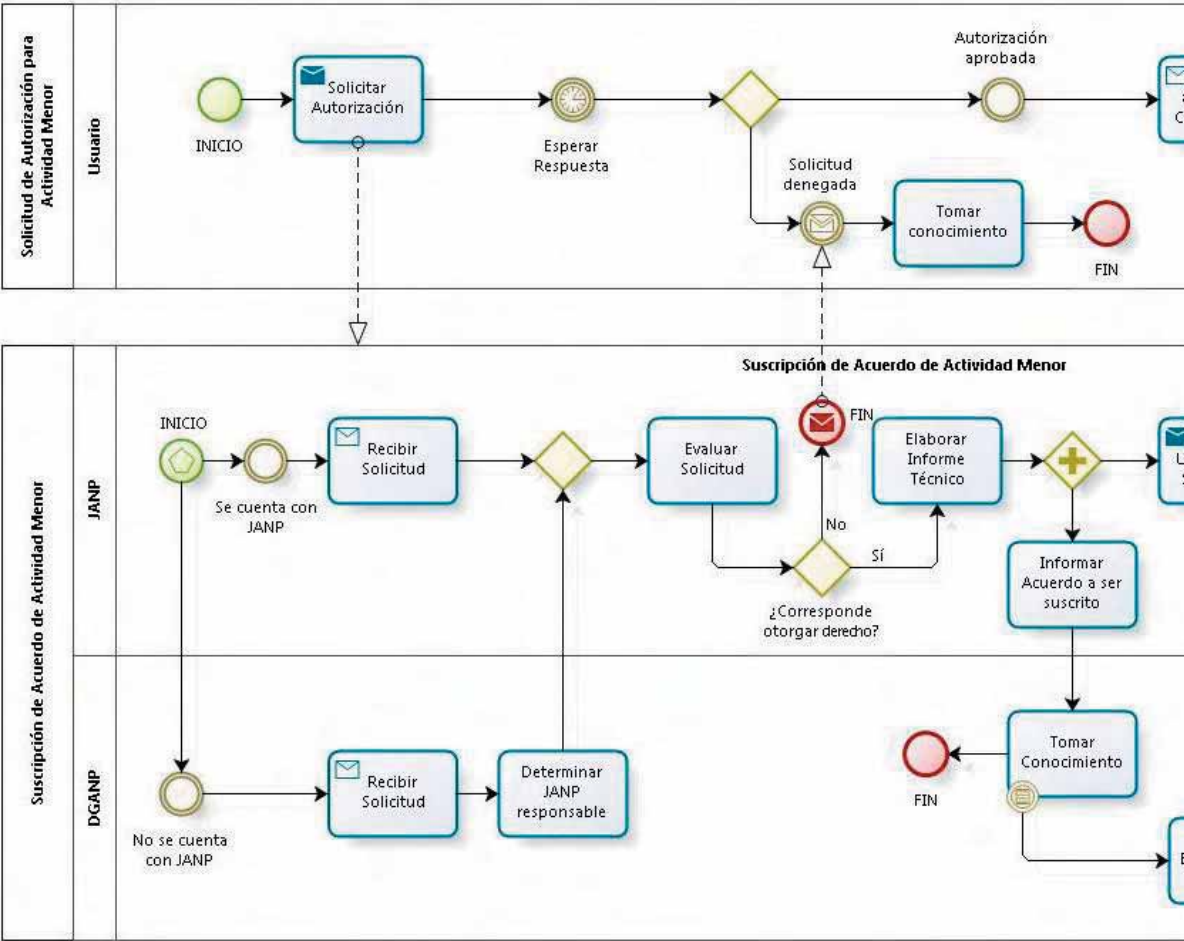 Solicitud de Autorización para
Actividad Menor
Usuario
INICIO
Solicitar
Autorización
Esperar
Respuesta
Autorización
aprobada
Solicitud
denegada
Tomar
conocimiento
FIN
Suscripción de Acuerdo de Actividad Menor
JANP
Suscripción de Acuerdo de Actividad Menor
INICIO
Se cuenta con
JANP
Recibir
Solicitud
Evaluar
Solicitud
FIN
No
Sí
¿Corresponde
otorgar derecho?
Elaborar
Informe
Técnico
Informar
Acuerdo a ser
suscrito
DGANP
No se cuenta
con JANP
Recibir
Solicitud
Determinar
JANP
responsable
FIN
Tomar
Conocimiento